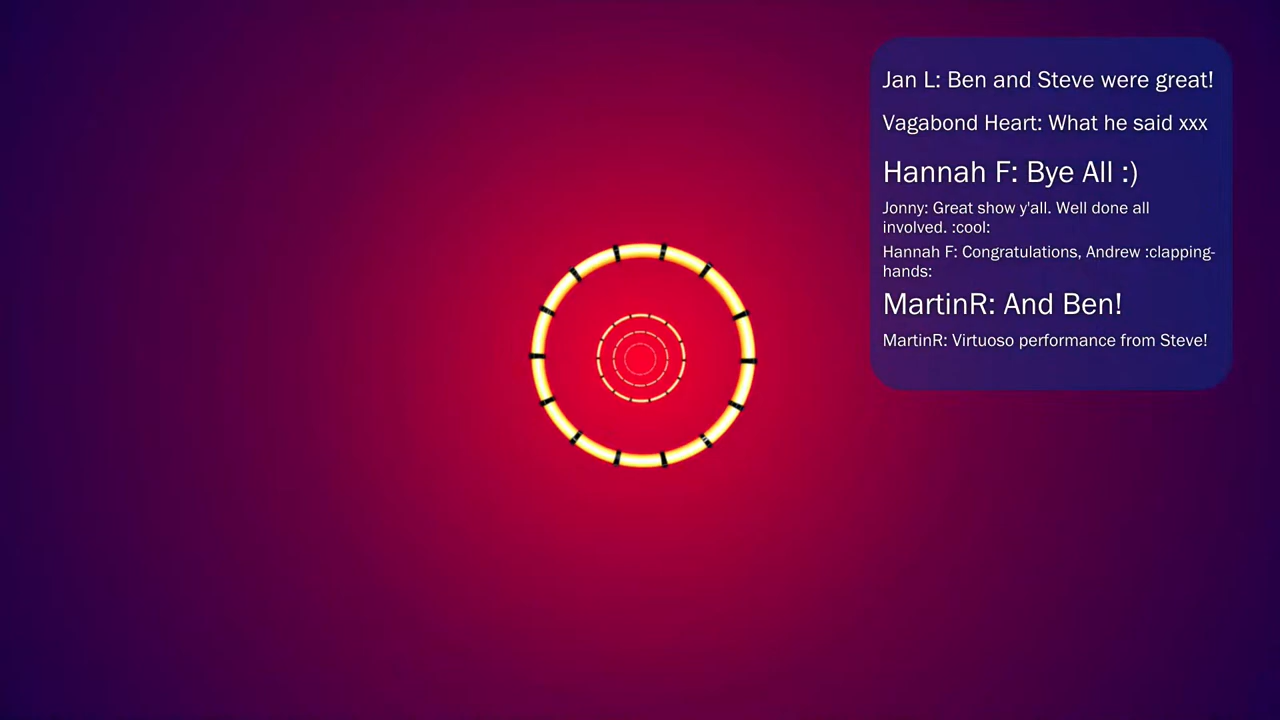 Jan L: Ben and Steve were great!
Vagabond Heart: What he said xxx
Hannah F: Bye All :)
Jonny: Great show y'all. Well done all
involved. :cool:
Hannah F: Congratulations, Andrew :clapping-
hands:
MartinR: And Ben!
MartinR: Virtuoso performance from Steve!